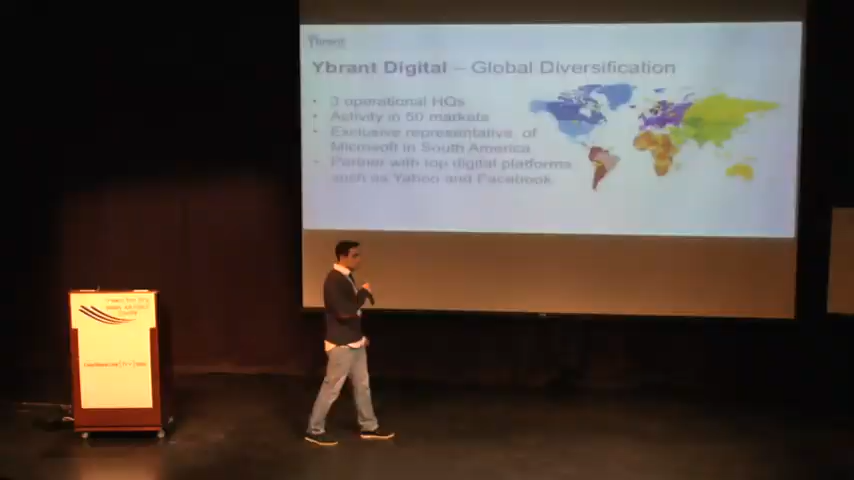 Ybrant
Ybrant Digital – Global Diversification
• 3 operational HQs
• Activity in 50 markets
• Exclusive representative of
Microsoft in South America
• Partner with top digital platforms
such as Yahoo and Facebook